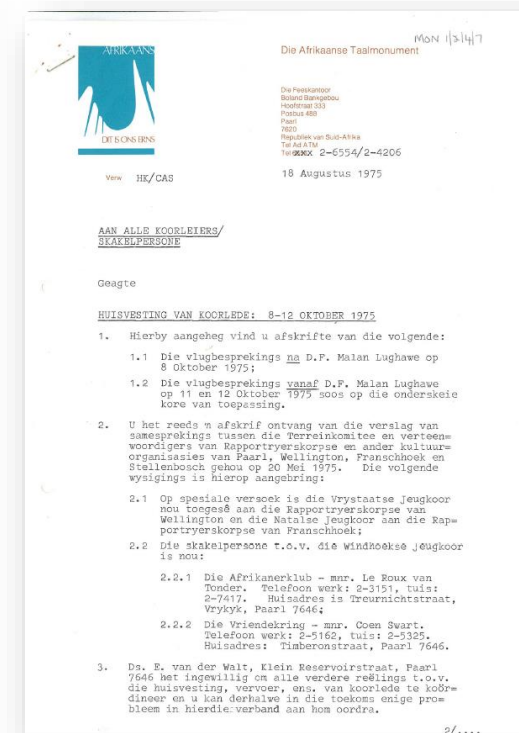 MON 1/2/4/7
AFRIKAANS
DIT IS ONS ERNS
Die Afrikaanse Taalmonument
Die Feeskantoor
Boland Bankgebou
Hoofstraat 333
Posbus 489
Paarl
7620
Republiek van Suid-Afrika
Tel Ad ATM
2-6554/2-4206
Verw HK/CAS
18 Augustus 1975
AAN ALLE KOORLEIERS/
SKAKELPERSONE
Geagte
HUISVESTING VAN KOORLEDE: 8-12 OKTOBER 1975
1. Hierby aangeheg vind u afskrifte van die volgende:
1.1 Die vlugbesprekings na D.F. Malan Lughawe op
8 Oktober 1975;
1.2 Die vlugbesprekings vanaf D.F. Malan Lughawe
op 11 en 12 Oktober 1975 soos op die onderskeie
kore van toepassing.
2. U het reeds 'n afskrif ontvang van die verslag van
samesprekings tussen die Terreinkomitee en verteen=
woordigers van Rapportryerskorpse en ander kultuur=
organisasies van Paarl, Wellington, Franschhoek en
Stellenbosch gehou op 20 Mei 1975. Die volgende
wysigings is hierop aangebring:
2.1 Op spesiale versoek is die Vrystaatse Jeugkoor
nou toegesê aan die Rapportryerskorpse van
Wellington en die Natalse Jeugkoor aan die Rap=
portryerskorpse van Franschhoek;
2.2 Die skakelpersone t.o.v. die Windhoekse jeugkoor
is nou:
2.2.1 Die Afrikanerklub - mnr. Le Roux van
Tonder. Telefoon werk: 2-3151, tuis:
2-7417. Huisadres is Treurnichtstraat,
Vrykyk, Paarl 7646;
2.2.2 Die Vriendekring - mnr. Coen Swart.
Telefoon werk: 2-5162, tuis: 2-5325.
Huisadres: Timberonstraat, Paarl 7646.
3. Ds. E. van der Walt, Klein Reservoirstraat, Paarl
7646 het ingewillig om alle verdere reëlings t.o.v.
die huisvesting, vervoer, ens. van koorlede te koör=
dineer en u kan derhalwe in die toekoms enige pro=
bleem in hierdie verband aan hom oordra.
2/....